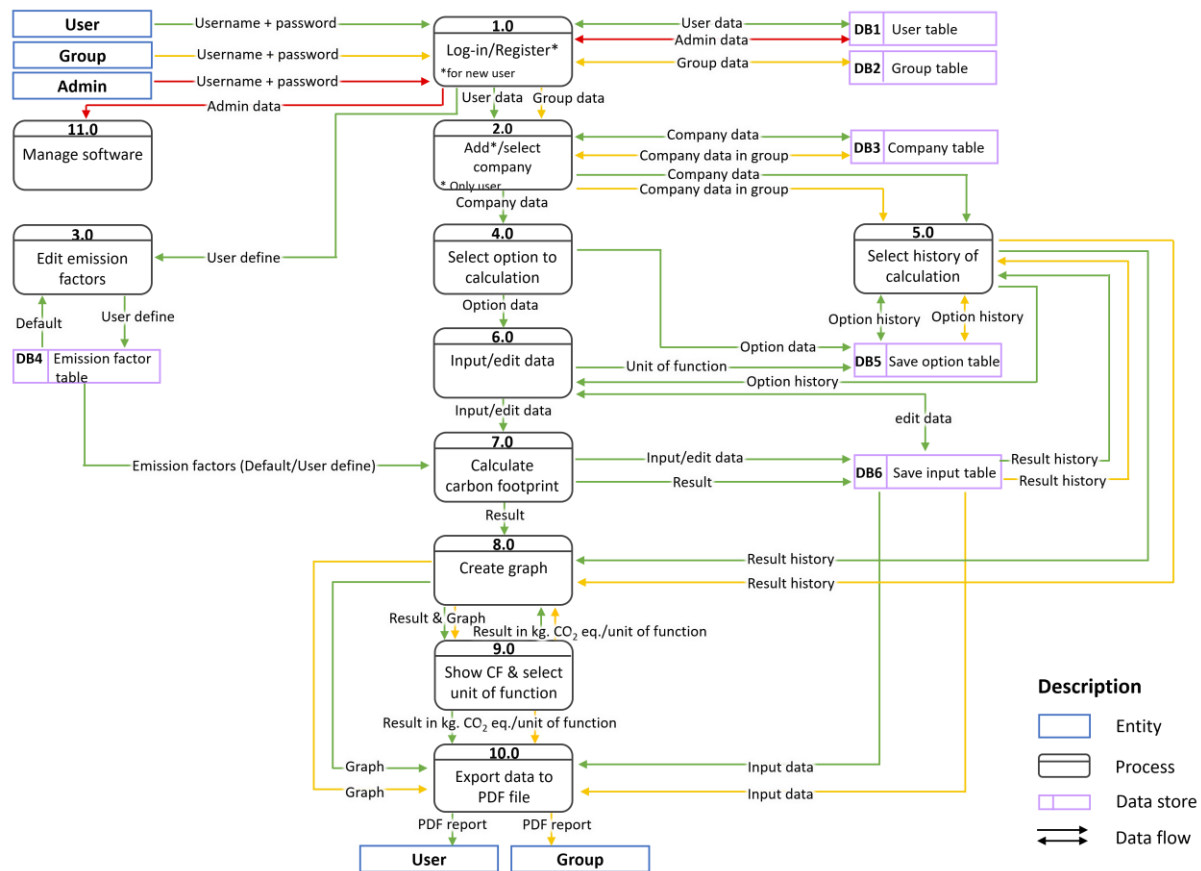 User
Username + password
1.0
Log-in/Register*
*for new user
User data
DB1
User table
Admin data
Group
Username + password
Group data
DB2
Group table
Admin
Username + password
Admin data
User data
Group data
11.0
Manage software
2.0
Add*/select
company
* Only user
Company data
Company data in group
DB3
Company table
Company data
Company data in group
Company data
3.0
Edit emission
factors
User define
4.0
Select option to
calculation
5.0
Select history of
calculation
Default
User define
Option data
Option history
Option history
DB4
Emission factor
table
6.0
Input/edit data
Option data
Unit of function
Option history
DB5
Save option table
Input/edit data
edit data
7.0
Calculate
carbon footprint
Emission factors (Default/User define)
Input/edit data
Result
DB6
Save input table
Result history
Result history
Result
8.0
Create graph
Result history
Result history
Result & Graph
Result in kg. CO2 eq./unit of function
9.0
Show CF & select
unit of function
Result in kg. CO2 eq./unit of function
10.0
Export data to
PDF file
Graph
Graph
Input data
Input data
PDF report
PDF report
User
Group
Description
Entity
Process
Data store
Data flow